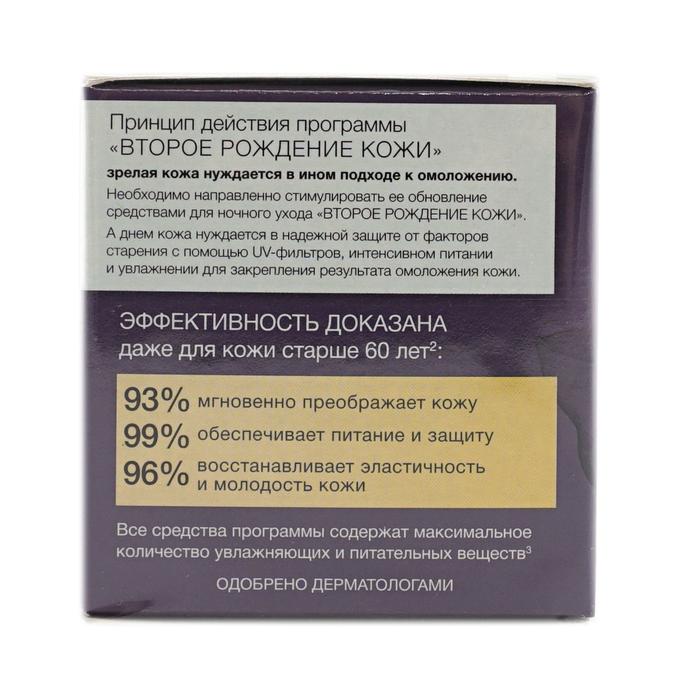 Принцип действия программы
«ВТОРОЕ РОЖДЕНИЕ КОЖИ»
зрелая кожа нуждается в ином подходе к омоложению.
Необходимо направленно стимулировать ее обновление
средствами для ночного ухода «ВТОРОЕ РОЖДЕНИЕ КОЖИ».
А днем кожа нуждается в надежной защите от факторов
старения с помощью UV-фильтров, интенсивном питании
и увлажнении для закрепления результата омоложения кожи.
ЭФФЕКТИВНОСТЬ ДОКАЗАНА
даже для кожи старше 60 лет²:
93% мгновенно преображает кожу
99% обеспечивает питание и защиту
96% восстанавливает эластичность
и молодость кожи
Все средства программы содержат максимальное
количество увлажняющих и питательных веществ³
ОДОБРЕНО ДЕРМАТОЛОГАМИ